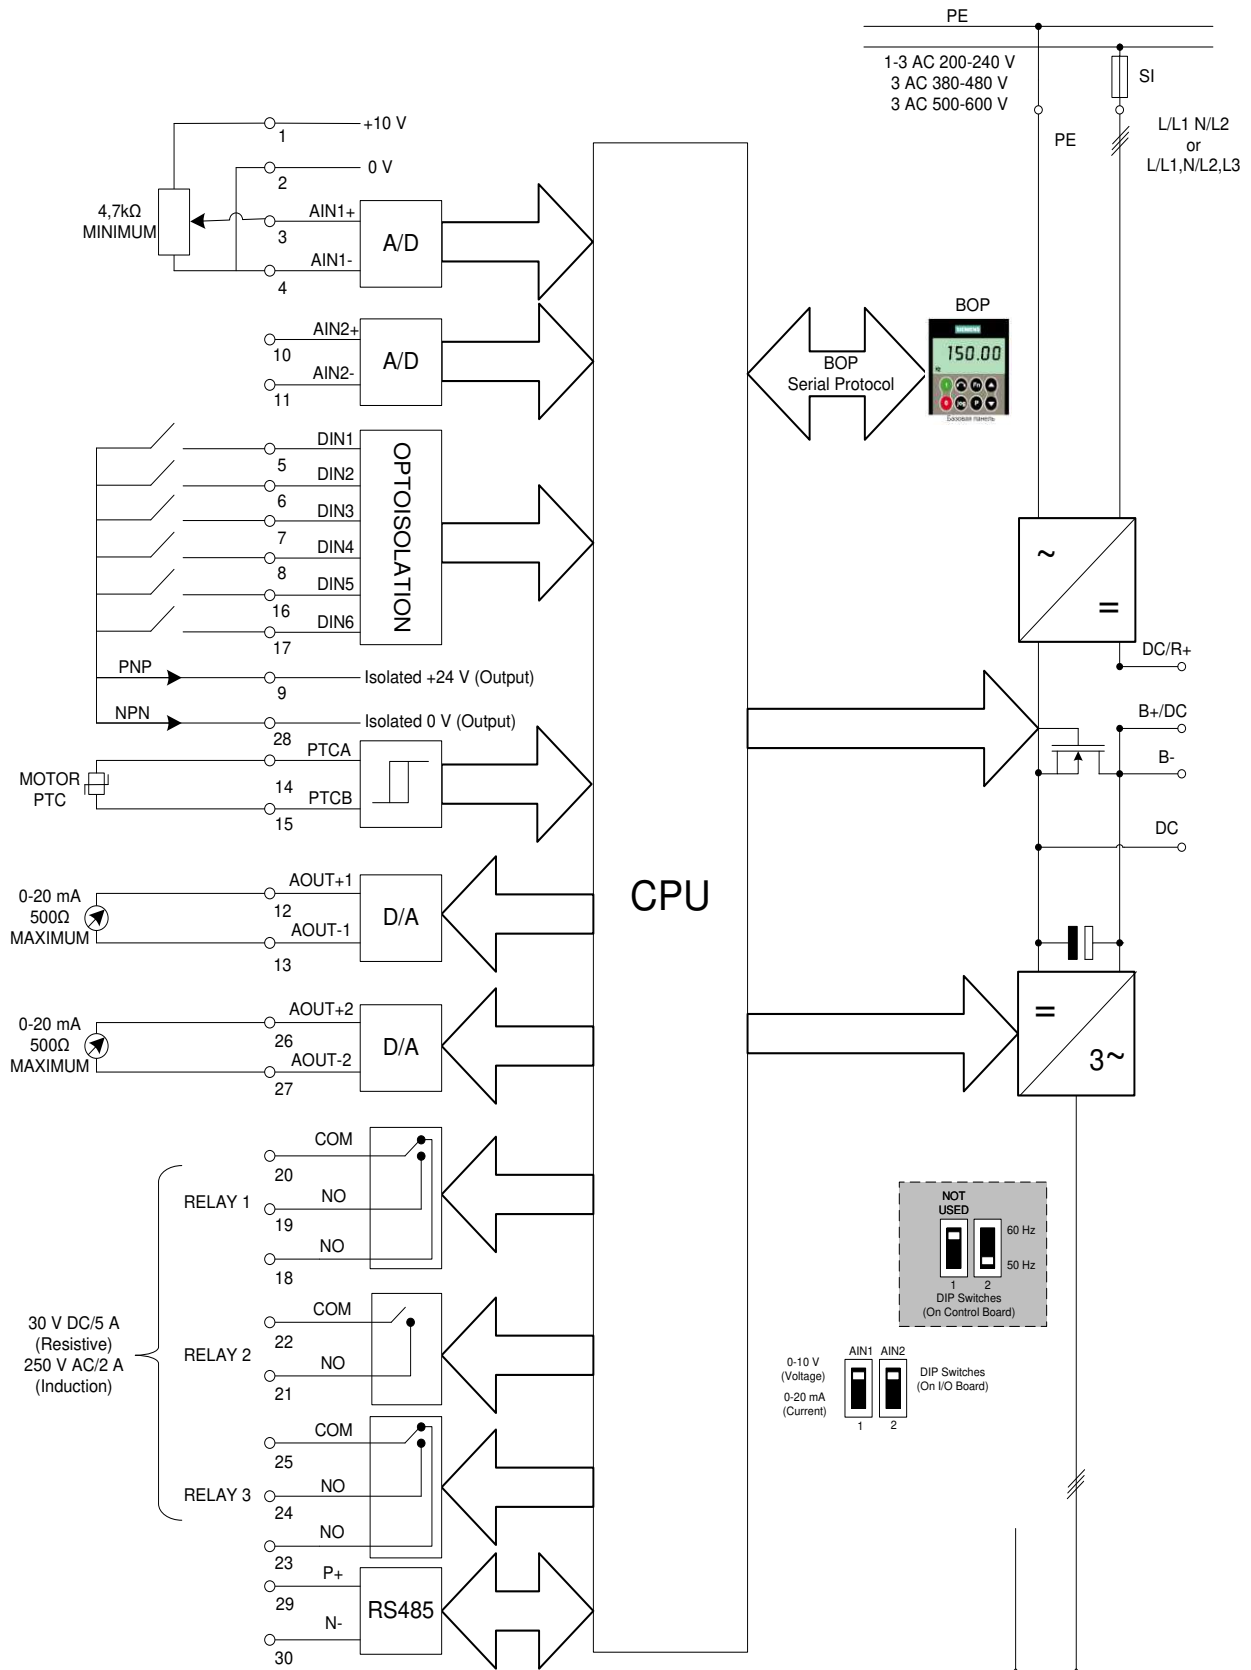 PE
1-3 AC 200-240 V
3 AC 380-480 V
3 AC 500-600 V
SI
PE
L/L1 N/L2
or
L/L1,N/L2,L3
1
+10 V
2
0 V
4,7kΩ
MINIMUM
AIN1+
3
AIN1-
4
A/D
AIN2+
10
AIN2-
11
A/D
BOP
SIEMENS
150.00
Hz
Fn
jog
P
Базовая панель
BOP
Serial Protocol
DIN1
5
DIN2
6
DIN3
7
DIN4
8
DIN5
16
DIN6
17
OPTOISOLATION
PNP
9
Isolated +24 V (Output)
NPN
28
Isolated 0 V (Output)
MOTOR
PTC
PTCA
14
PTCB
15
CPU
~
=
DC/R+
B+/DC
B-
DC
0-20 mA
500Ω
MAXIMUM
AOUT+1
12
AOUT-1
13
D/A
0-20 mA
500Ω
MAXIMUM
AOUT+2
26
AOUT-2
27
D/A
=
3~
30 V DC/5 A
(Resistive)
250 V AC/2 A
(Induction)
RELAY 1
COM
20
NO
19
NO
18
RELAY 2
COM
22
NO
21
RELAY 3
COM
25
NO
24
NO
23
P+
29
N-
30
RS485
NOT
USED
60 Hz
50 Hz
1 2
DIP Switches
(On Control Board)
AIN1 AIN2
0-10 V
(Voltage)
0-20 mA
(Current)
1 2
DIP Switches
(On I/O Board)